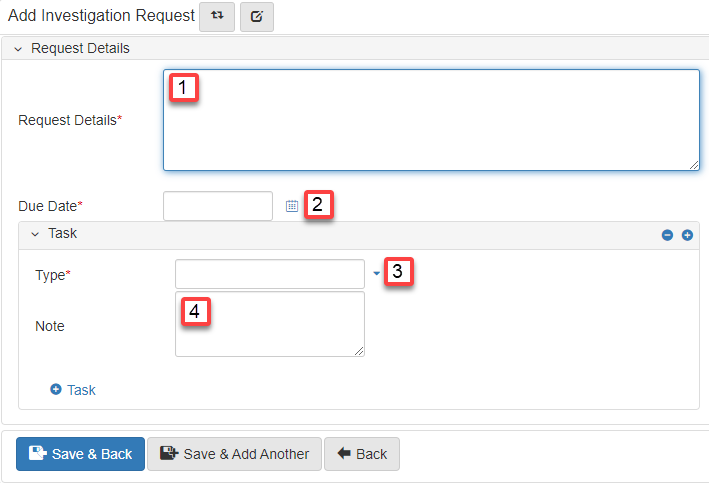 Add Investigation Request
Request Details
1
Request Details*
Due Date*
2
Task
Type*
3
4
Note
Task
Save & Back
Save & Add Another
Back